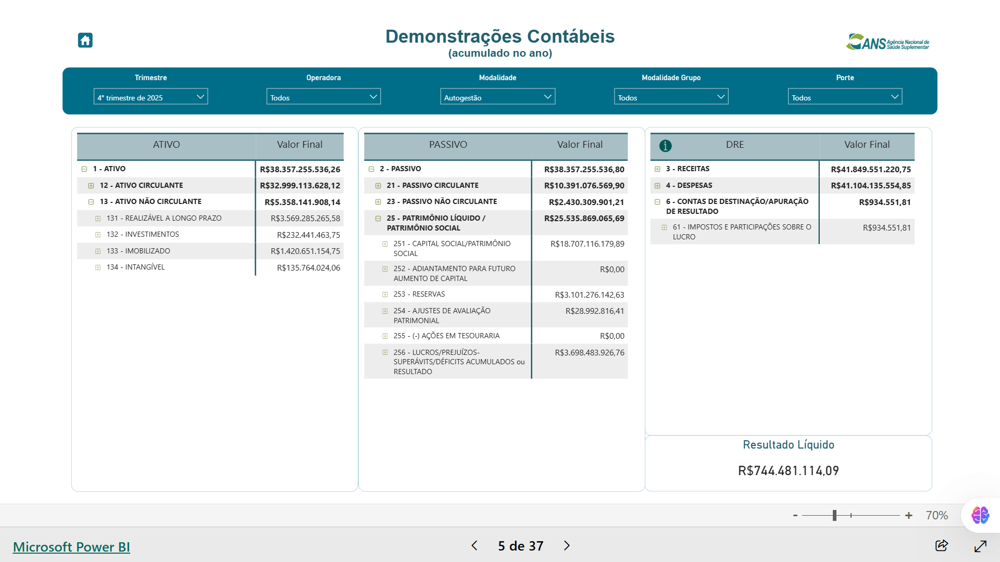 Demonstrações Contábeis
(acumulado no ano)
ANS Agência Nacional de
Saúde Suplementar
Trimestre
Operadora
Modalidade
Modalidade Grupo
Porte
4º trimestre de 2025
Todos
Autogestão
Todos
Todos
ATIVO Valor Final
1 - ATIVO R$38.357.255.536,26
12 - ATIVO CIRCULANTE R$32.999.113.628,12
13 - ATIVO NÃO CIRCULANTE R$5.358.141.908,14
131 - REALIZÁVEL A LONGO PRAZO R$3.569.285.265,58
132 - INVESTIMENTOS R$232.441.463,75
133 - IMOBILIZADO R$1.420.651.154,75
134 - INTANGÍVEL R$135.764.024,06
PASSIVO Valor Final
2 - PASSIVO R$38.357.255.536,80
21 - PASSIVO CIRCULANTE R$10.391.076.569,90
23 - PASSIVO NÃO CIRCULANTE R$2.430.309.901,21
25 - PATRIMÔNIO LÍQUIDO / R$25.535.869.065,69
PATRIMÔNIO SOCIAL
251 - CAPITAL SOCIAL/PATRIMÔNIO R$18.707.116.179,89
SOCIAL
252 - ADIANTAMENTO PARA FUTURO R$0,00
AUMENTO DE CAPITAL
253 - RESERVAS R$3.101.276.142,63
254 - AJUSTES DE AVALIAÇÃO R$28.992.816,41
PATRIMONIAL
255 - (-) AÇÕES EM TESOURARIA R$0,00
256 - LUCROS/PREJUÍZOS- R$3.698.483.926,76
SUPERÁVITS/DÉFICITS ACUMULADOS ou
RESULTADO
DRE Valor Final
3 - RECEITAS R$41.849.551.220,75
4 - DESPESAS R$41.104.135.554,85
6 - CONTAS DE DESTINAÇÃO/APURAÇÃO R$934.551,81
DE RESULTADO
61 - IMPOSTOS E PARTICIPAÇÕES SOBRE O R$934.551,81
LUCRO
Resultado Líquido
R$744.481.114,09
- + 70%
Microsoft Power BI
5 de 37